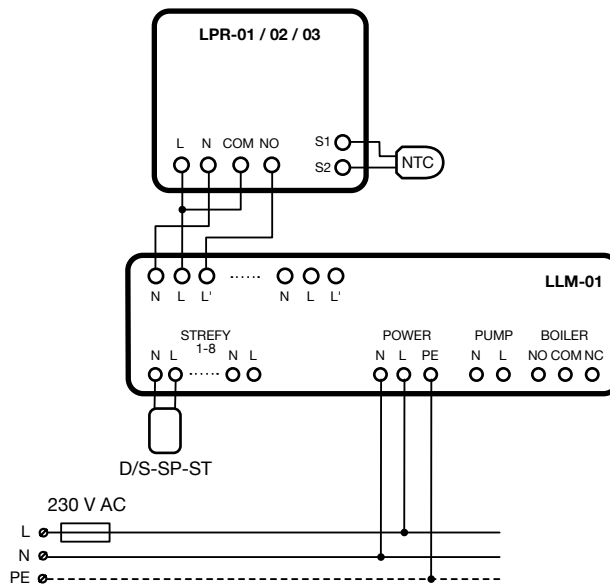 LPR-01 / 02 / 03
L N COM NO
S1
S2
NTC
LLM-01
N L L' ...... N L L'
STREFY
1-8
POWER PUMP BOILER
N L ...... N L N L PE N L NO COM NC
D/S-SP-ST
230 V AC
L
N
PE